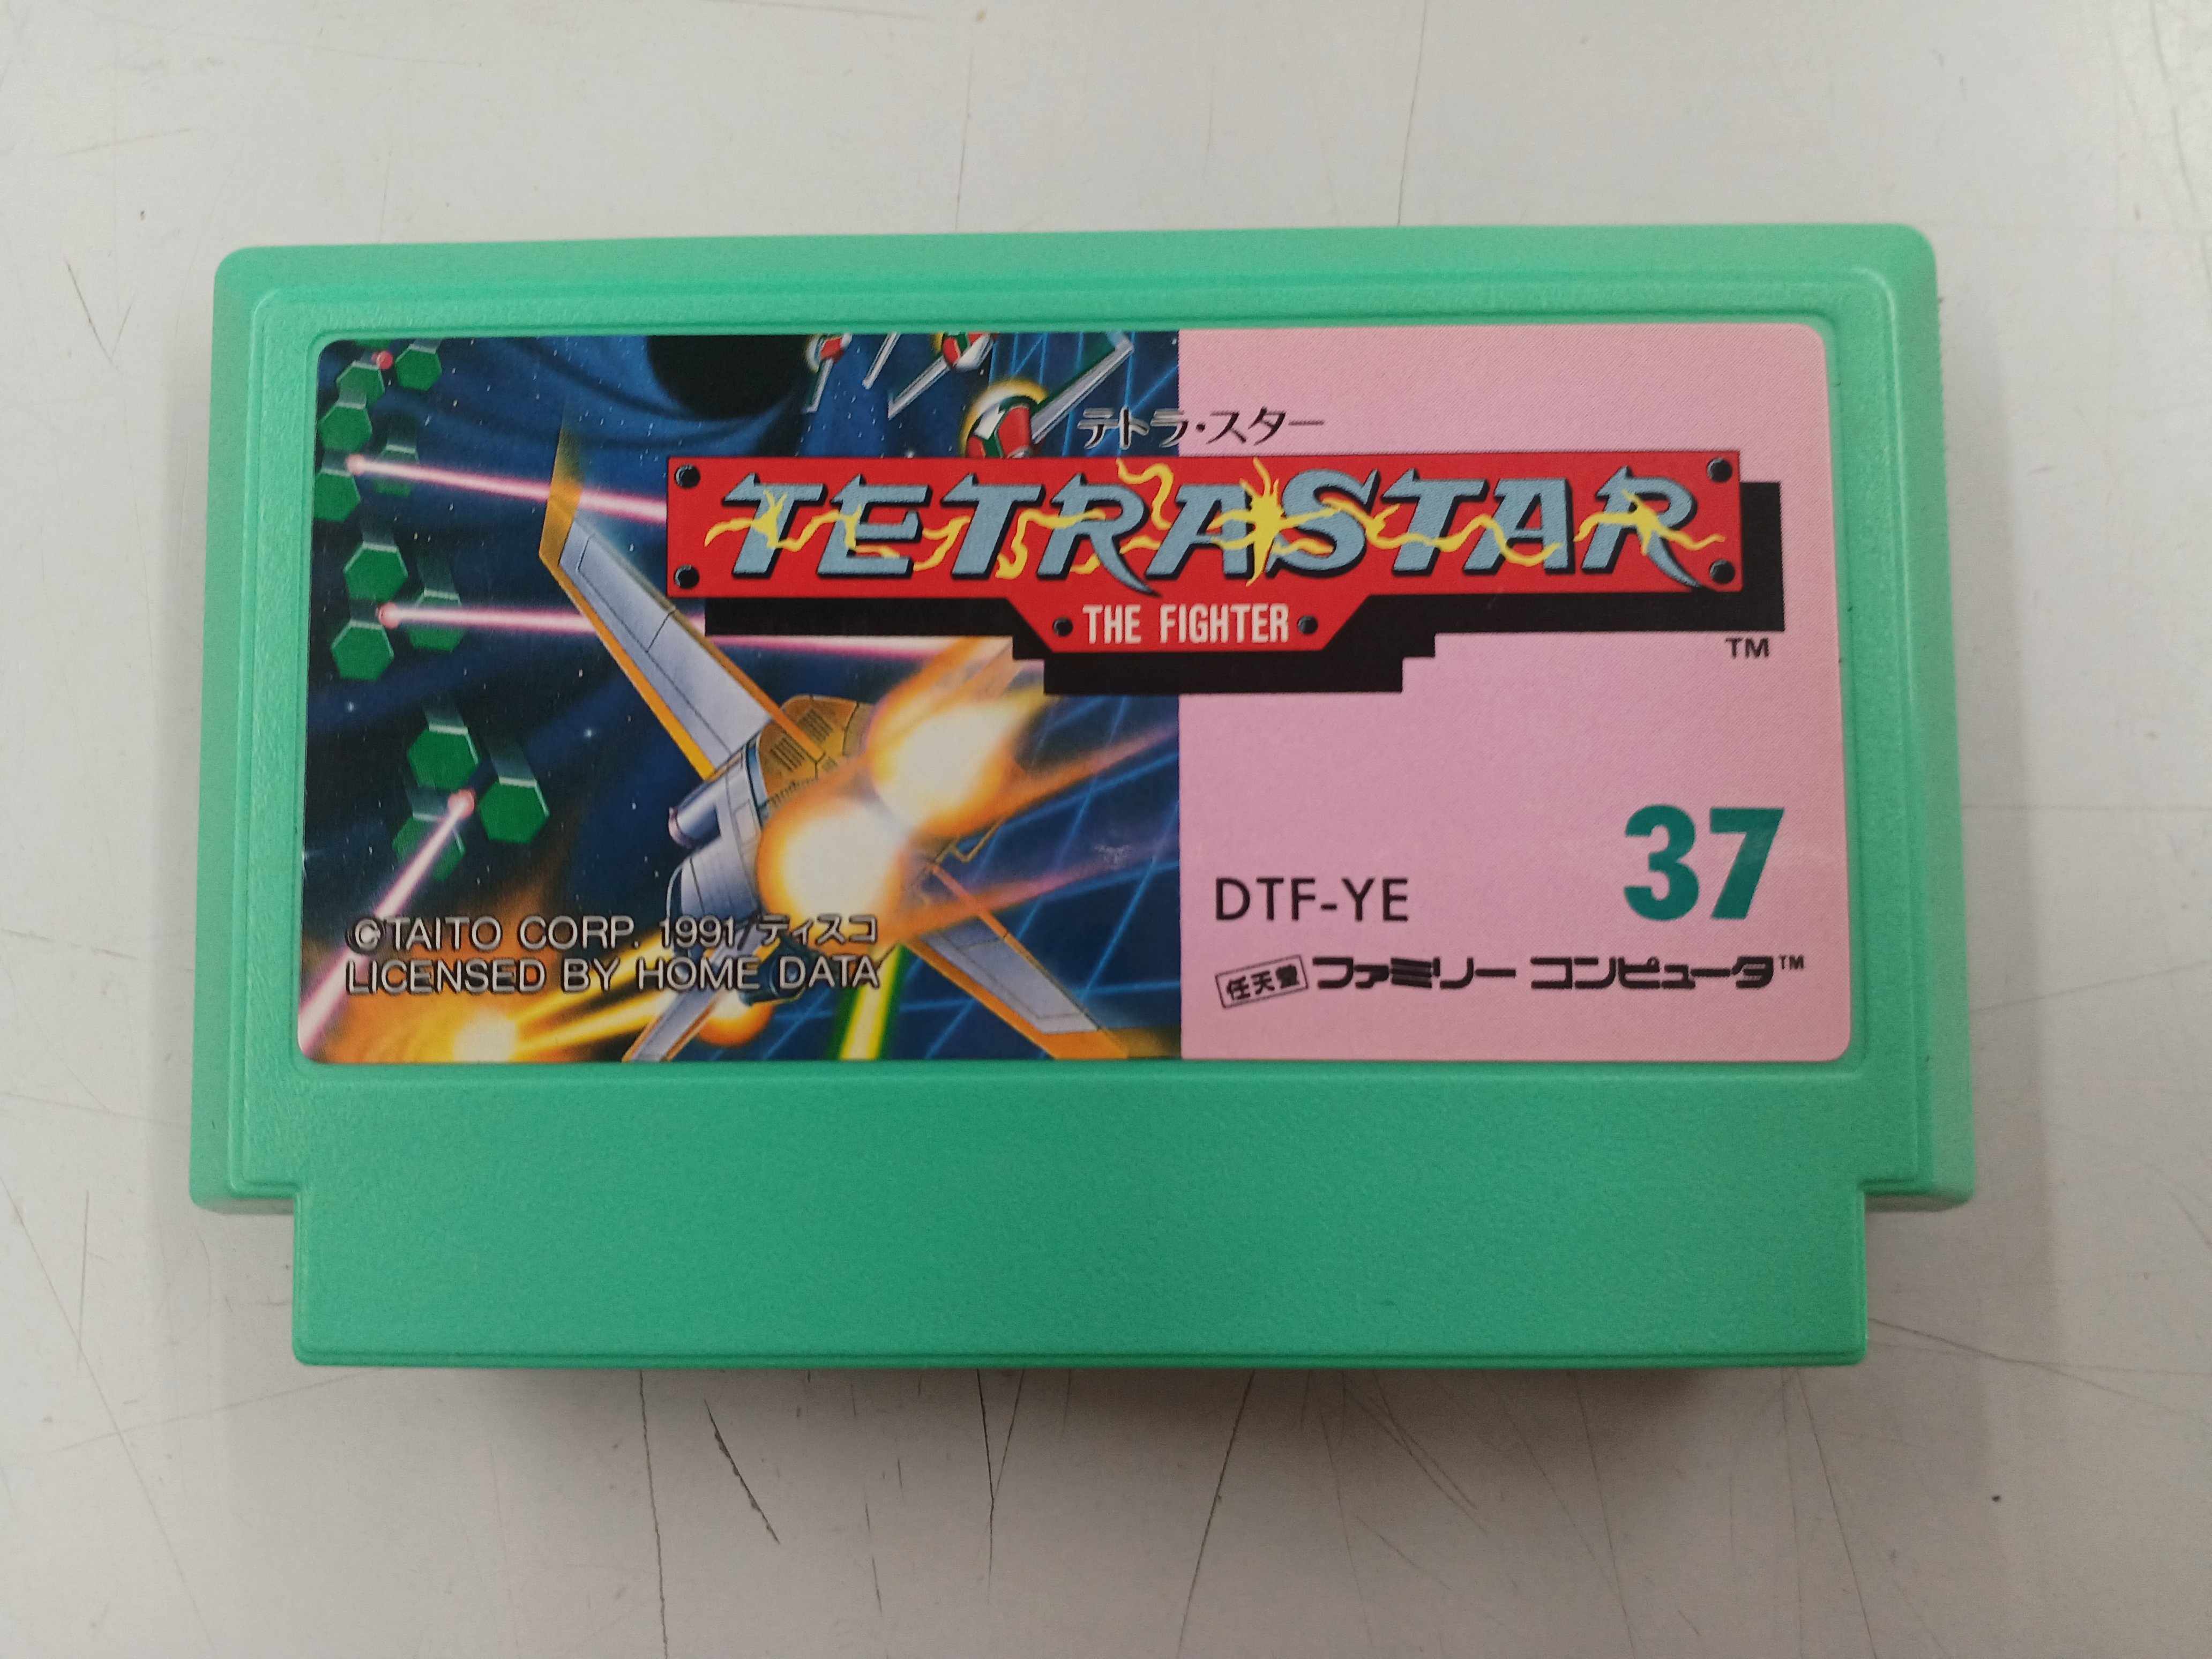 テトラ・スター
TETRASTAR
THE FIGHTER
TM
37
DTF-YE
©TAITO CORP. 1991/ディスコ
LICENSED BY HOME DATA
任天堂 ファミリー コンピュータ™